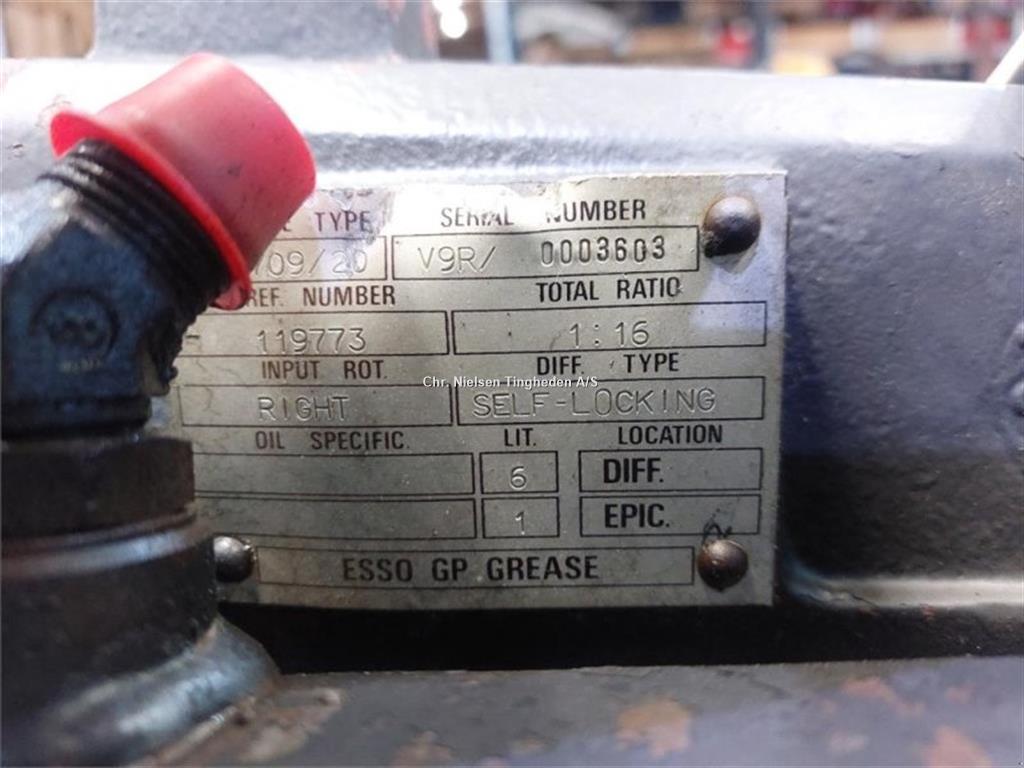 TYPE SERIAL NUMBER
/09/20 V9R/ 0003603
REF. NUMBER TOTAL RATIO
119773 1:16
INPUT ROT. DIFF. TYPE
Chr. Nielsen Tingheden A/S
RIGHT SELF-LOCKING
OIL SPECIFIC. LIT. LOCATION
6 DIFF.
1 EPIC.
ESSO GP GREASE